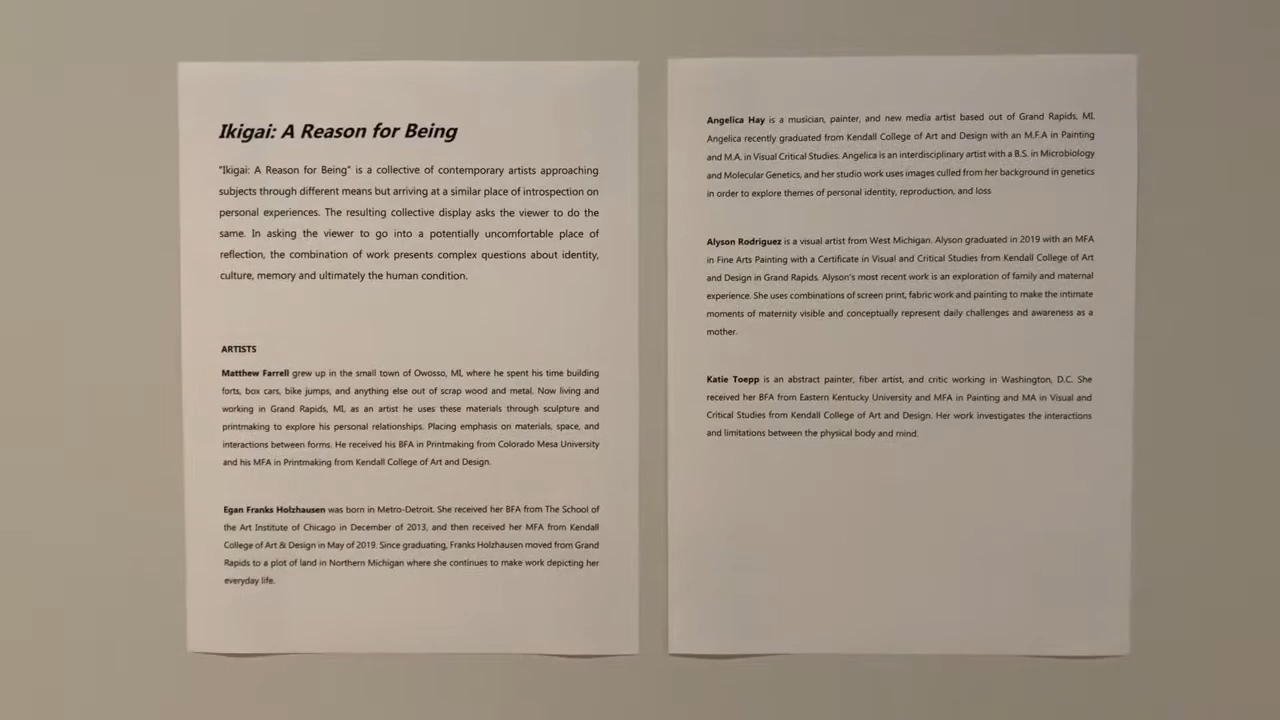 Ikigai: A Reason for Being
"Ikigai: A Reason for Being" is a collective of contemporary artists approaching
subjects through different means but arriving at a similar place of introspection on
personal experiences. The resulting collective display asks the viewer to do the
same. In asking the viewer to go into a potentially uncomfortable place of
reflection, the combination of work presents complex questions about identity,
culture, memory and ultimately the human condition.
ARTISTS
Matthew Farrell grew up in the small town of Owosso, MI, where he spent his time building
forts, box cars, bike jumps, and anything else out of scrap wood and metal. Now living and
working in Grand Rapids, MI, as an artist he uses these materials through sculpture and
printmaking to explore his personal relationships. Placing emphasis on materials, space, and
interactions between forms. He received his BFA in Printmaking from Colorado Mesa University
and his MFA in Printmaking from Kendall College of Art and Design.
Egan Franks Holzhausen was born in Metro-Detroit. She received her BFA from The School of
the Art Institute of Chicago in December of 2013, and then received her MFA from Kendall
College of Art & Design in May of 2019. Since graduating, Franks Holzhausen moved from Grand
Rapids to a plot of land in Northern Michigan where she continues to make work depicting her
everyday life.
Angelica Hay is a musician, painter, and new media artist based out of Grand Rapids, MI.
Angelica recently graduated from Kendall College of Art and Design with an M.F.A in Painting
and M.A. in Visual Critical Studies. Angelica is an interdisciplinary artist with a B.S. in Microbiology
and Molecular Genetics, and her studio work uses images culled from her background in genetics
in order to explore themes of personal identity, reproduction, and loss
Alyson Rodriguez is a visual artist from West Michigan. Alyson graduated in 2019 with an MFA
in Fine Arts Painting with a Certificate in Visual and Critical Studies from Kendall College of Art
and Design in Grand Rapids. Alyson's most recent work is an exploration of family and maternal
experience. She uses combinations of screen print, fabric work and painting to make the intimate
moments of maternity visible and conceptually represent daily challenges and awareness as a
mother.
Katie Toepp is an abstract painter, fiber artist, and critic working in Washington, D.C. She
received her BFA from Eastern Kentucky University and MFA in Painting and MA in Visual and
Critical Studies from Kendall College of Art and Design. Her work investigates the interactions
and limitations between the physical body and mind.